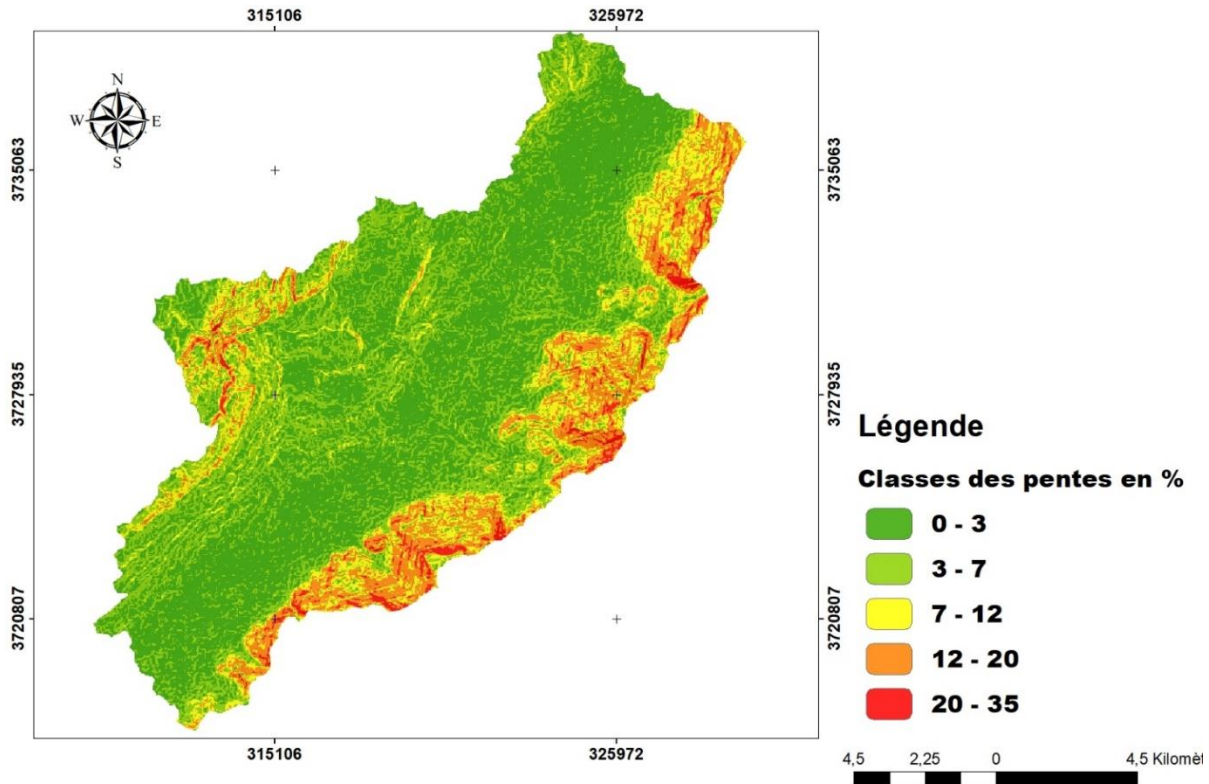 315106 325972
N
W E
S
3735063 3735063
3727935 3727935
Légende
Classes des pentes en %
0 - 3
3 - 7
7 - 12
12 - 20
20 - 35
3720807 3720807
315106 325972
4,5 2,25 0 4,5 Kilomèt